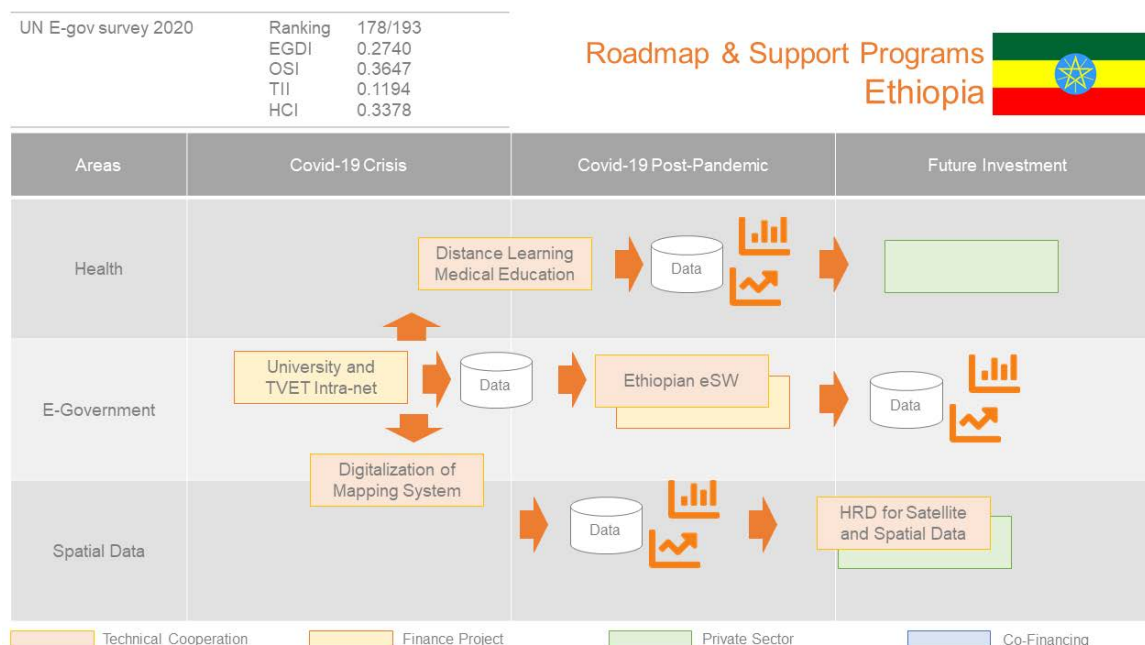 UN E-gov survey 2020
Ranking 178/193
EGDI 0.2740
OSI 0.3647
TII 0.1194
HCI 0.3378
Roadmap & Support Programs
Ethiopia
Areas
Covid-19 Crisis
Covid-19 Post-Pandemic
Future Investment
Health
Distance Learning
Medical Education
Data
E-Government
University and
TVET Intra-net
Data
Ethiopian eSW
Data
Digitalization of
Mapping System
Spatial Data
Data
HRD for Satellite
and Spatial Data
Technical Cooperation
Finance Project
Private Sector
Co-Financing